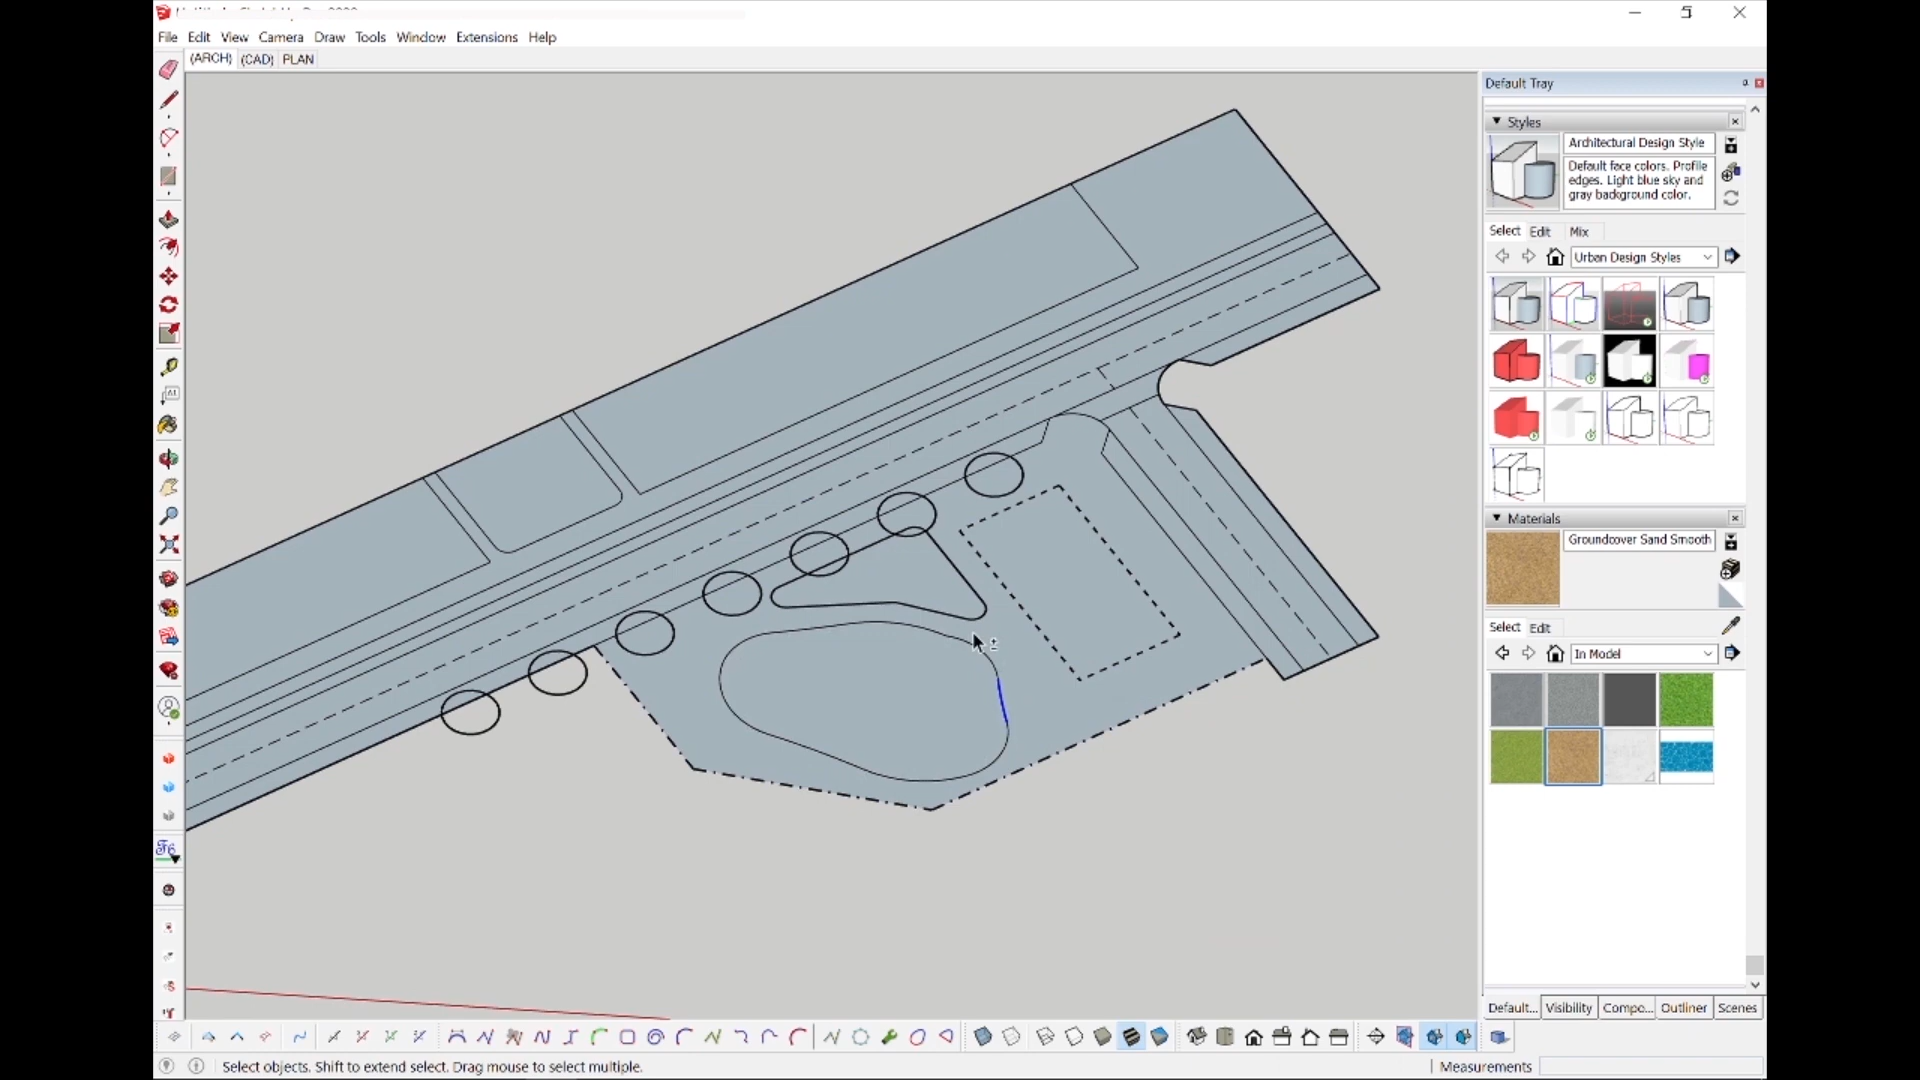 File Edit View Camera Draw Tools Window Extensions Help
(ARCH) (CAD) PLAN
Default Tray
Styles
Architectural Design Style
Default face colors. Profile
edges. Light blue sky and
gray background color.
Select Edit Mix
Urban Design Styles
Materials
Groundcover Sand Smooth
Select Edit
In Model
Default... Visibility Compo... Outliner Scenes
Select objects. Shift to extend select. Drag mouse to select multiple.
Measurements